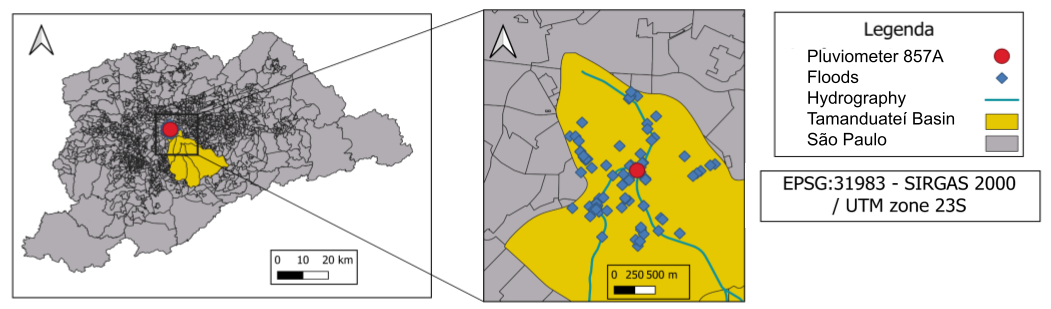 0 10 20 km
0 250 500 m
Legenda
Pluviometer 857A
Floods
Hydrography
Tamanduateí Basin
São Paulo
EPSG:31983 - SIRGAS 2000
/ UTM zone 23S